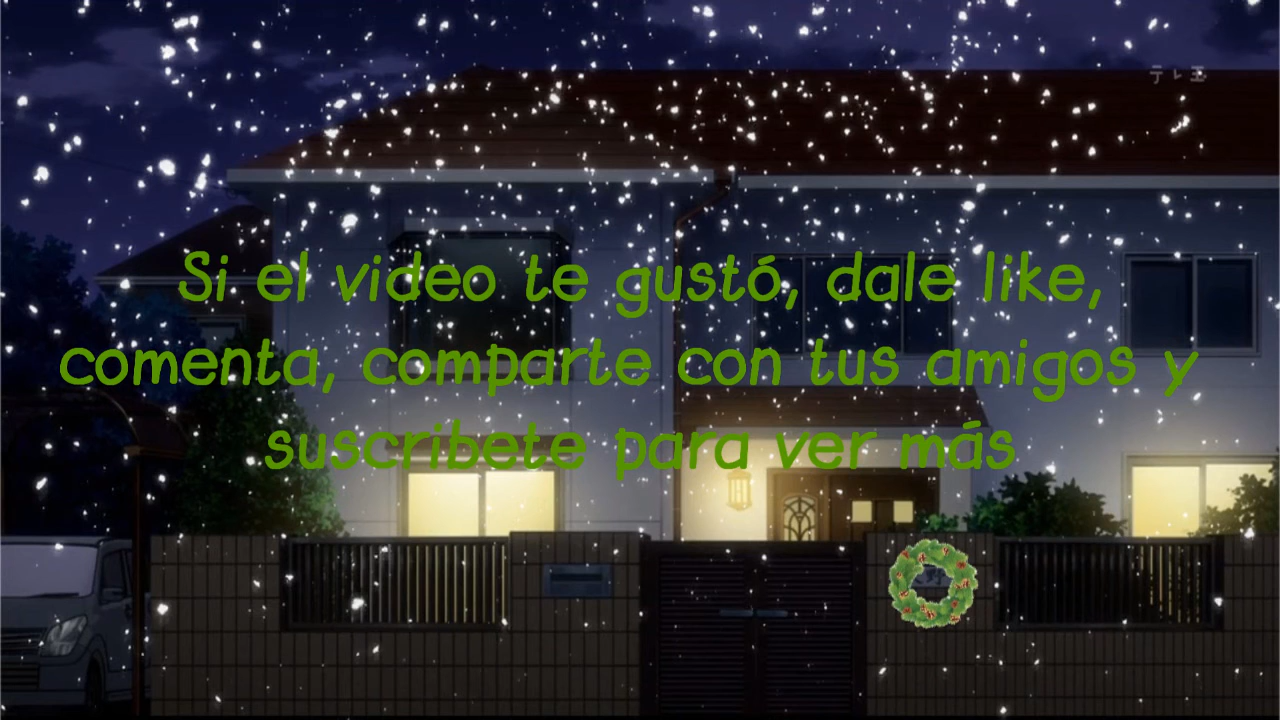 テレ玉
Si el video te gustó, dale like,
comenta, comparte con tus amigos y
suscribete para ver más